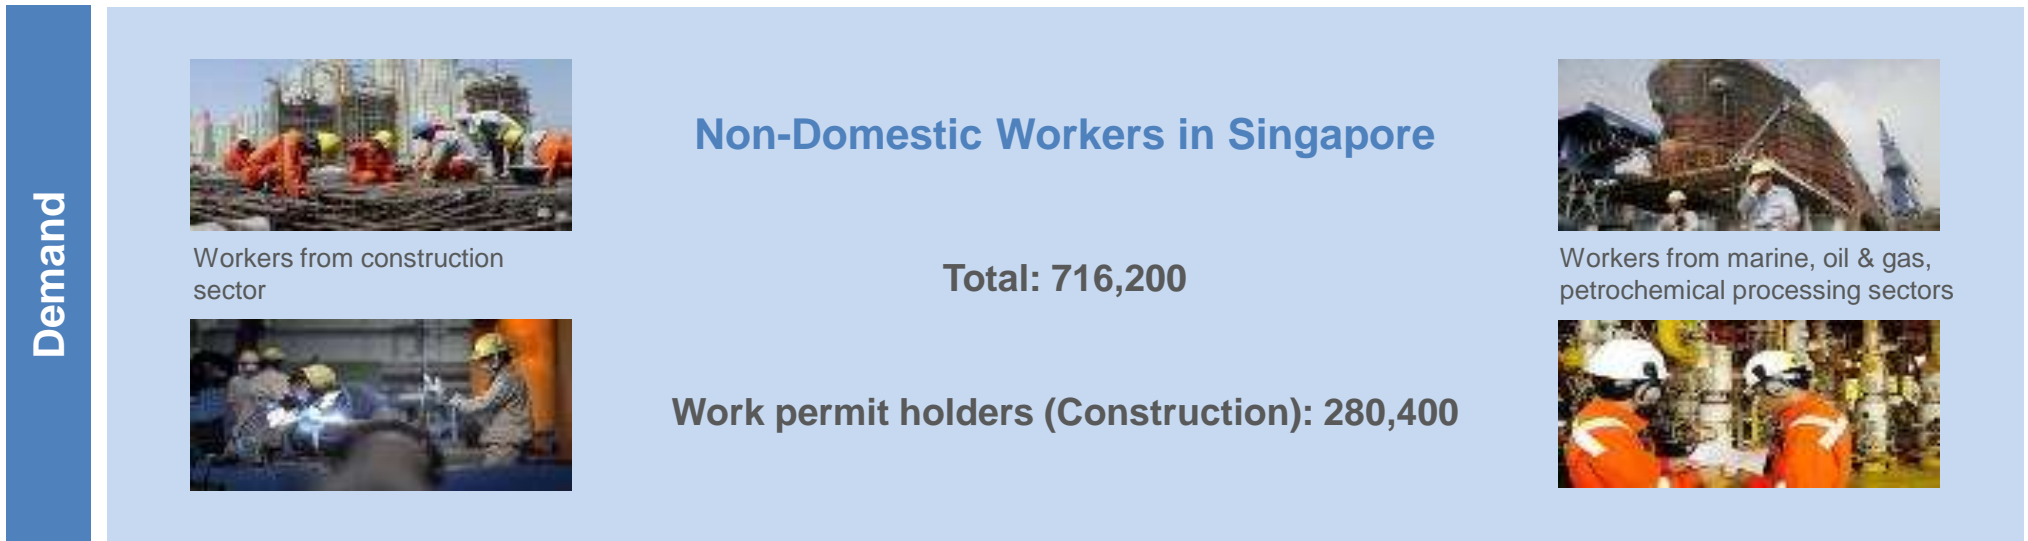 Demand
Non-Domestic Workers in Singapore
Workers from construction
sector
Total: 716,200
Workers from marine, oil & gas,
petrochemical processing sectors
Work permit holders (Construction): 280,400